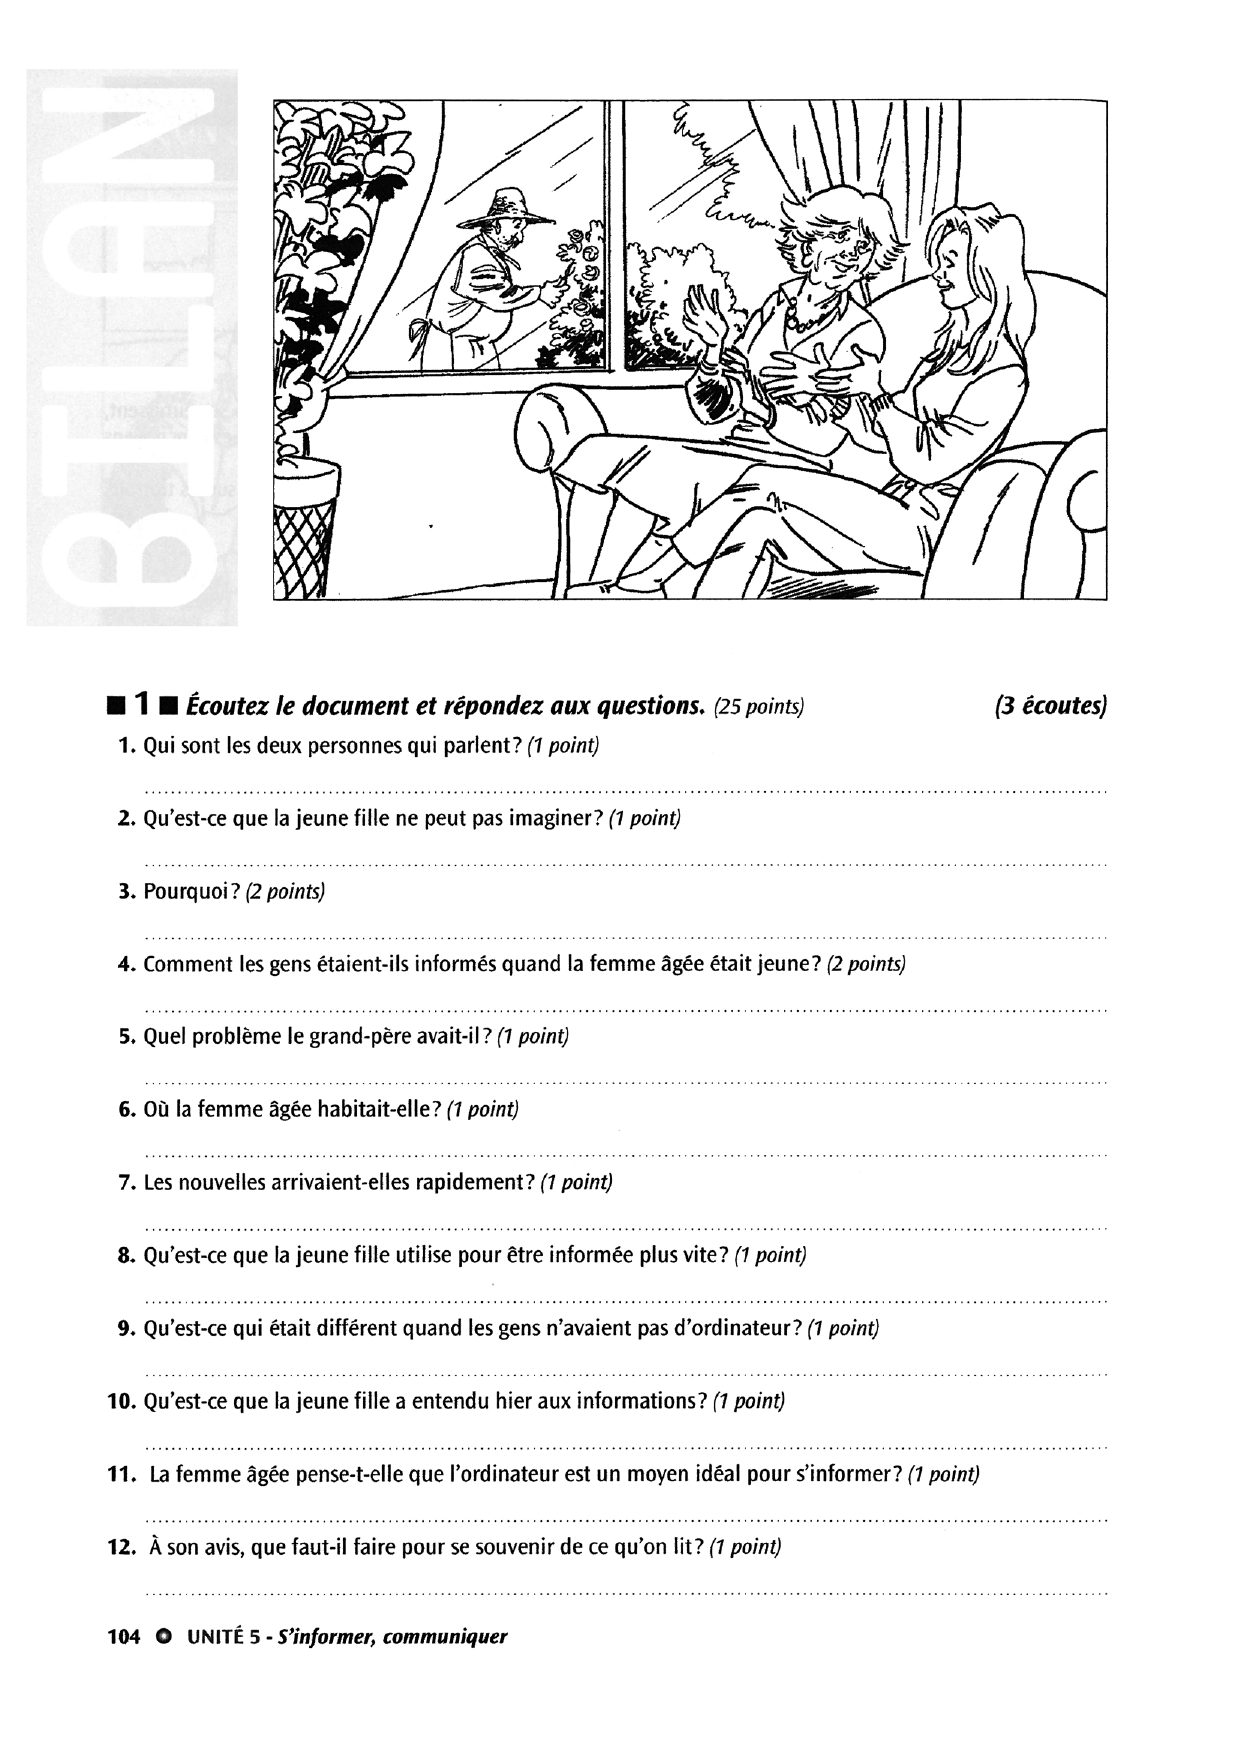 BILAN
■ 1 ■ Écoutez le document et répondez aux questions. (25 points) (3 écoutes)
1. Qui sont les deux personnes qui parlent ? (1 point)
2. Qu'est-ce que la jeune fille ne peut pas imaginer ? (1 point)
3. Pourquoi ? (2 points)
4. Comment les gens étaient-ils informés quand la femme âgée était jeune ? (2 points)
5. Quel problème le grand-père avait-il ? (1 point)
6. Où la femme âgée habitait-elle ? (1 point)
7. Les nouvelles arrivaient-elles rapidement ? (1 point)
8. Qu'est-ce que la jeune fille utilise pour être informée plus vite ? (1 point)
9. Qu'est-ce qui était différent quand les gens n'avaient pas d'ordinateur ? (1 point)
10. Qu'est-ce que la jeune fille a entendu hier aux informations ? (1 point)
11. La femme âgée pense-t-elle que l'ordinateur est un moyen idéal pour s'informer ? (1 point)
12. À son avis, que faut-il faire pour se souvenir de ce qu'on lit ? (1 point)
104 UNITÉ 5 - S'informer, communiquer